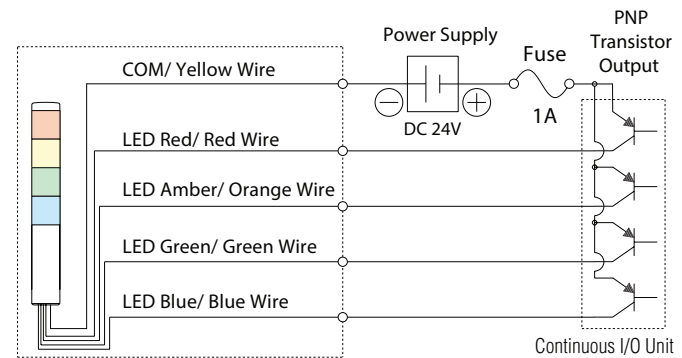 PNP
Transistor
Output
Power Supply
Fuse
COM/ Yellow Wire
DC 24V
1A
LED Red/ Red Wire
LED Amber/ Orange Wire
LED Green/ Green Wire
LED Blue/ Blue Wire
Continuous I/O Unit